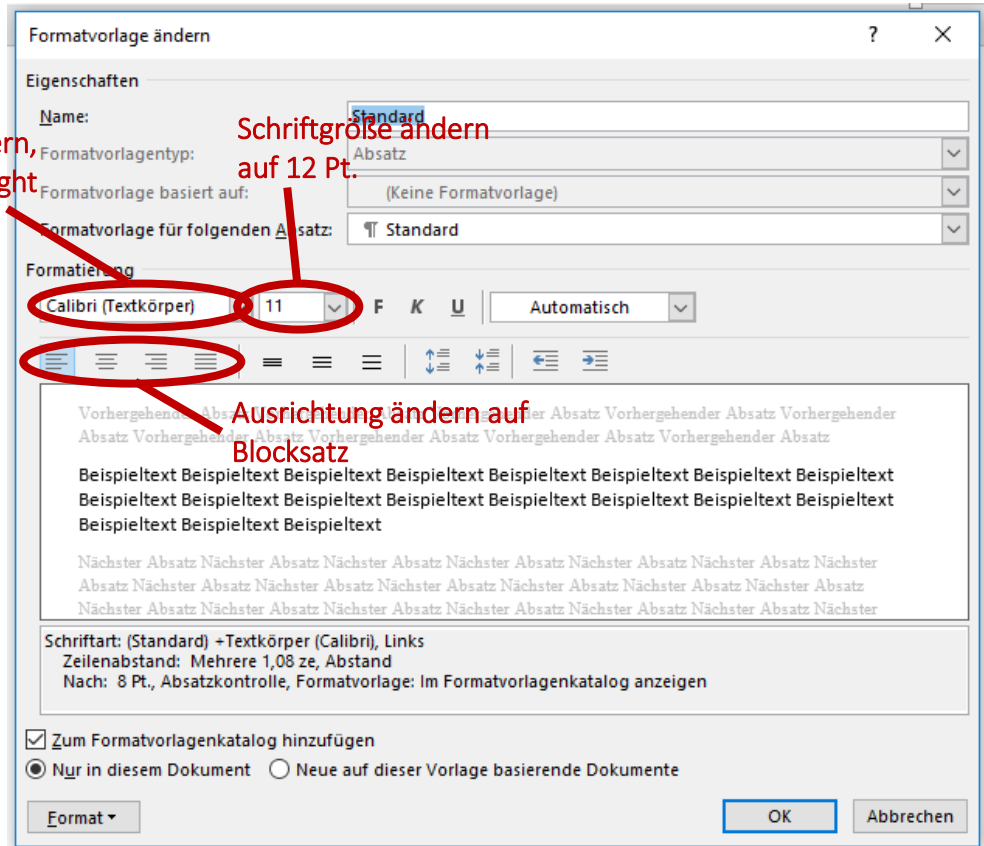 Formatvorlage ändern ? ×
Eigenschaften
Name: Standard
Schriftgröße ändern
auf 12 Pt.
ern,
ght
Formatvorlagentyp: Absatz
Formatvorlage basiert auf: (Keine Formatvorlage)
Formatvorlage für folgenden Absatz: ¶ Standard
Formatierung
Calibri (Textkörper) 11 F K U Automatisch
Ausrichtung ändern auf
Blocksatz
Vorhergehender Absatz Vorhergehender Absatz Vorhergehender Absatz Vorhergehender Absatz Vorhergehender
Absatz Vorhergehender Absatz Vorhergehender Absatz Vorhergehender Absatz Vorhergehender Absatz
Beispieltext Beispieltext Beispieltext Beispieltext Beispieltext Beispieltext Beispieltext Beispieltext
Beispieltext Beispieltext Beispieltext Beispieltext Beispieltext Beispieltext Beispieltext Beispieltext
Beispieltext Beispieltext Beispieltext
Nächster Absatz Nächster Absatz Nächster Absatz Nächster Absatz Nächster Absatz Nächster Absatz Nächster
Absatz Nächster Absatz Nächster Absatz Nächster Absatz Nächster Absatz Nächster Absatz Nächster Absatz
Nächster Absatz Nächster Absatz Nächster Absatz Nächster Absatz Nächster Absatz Nächster Absatz Nächster
Schriftart: (Standard) +Textkörper (Calibri), Links
Zeilenabstand: Mehrere 1,08 ze, Abstand
Nach: 8 Pt., Absatzkontrolle, Formatvorlage: Im Formatvorlagenkatalog anzeigen
Zum Formatvorlagenkatalog hinzufügen
Nur in diesem Dokument Neue auf dieser Vorlage basierende Dokumente
Format OK Abbrechen